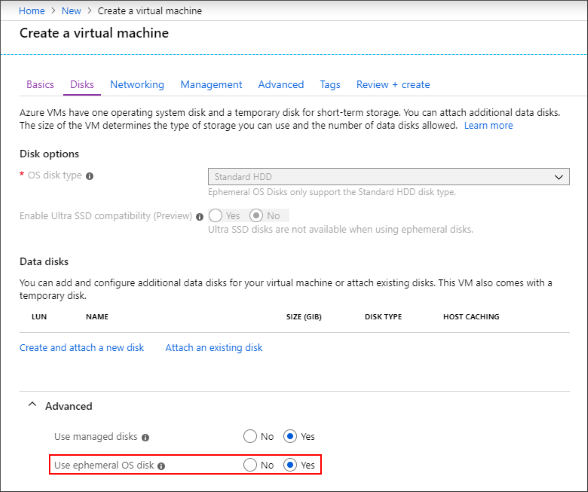 Home > New > Create a virtual machine
Create a virtual machine
Basics Disks Networking Management Advanced Tags Review + create
Azure VMs have one operating system disk and a temporary disk for short-term storage. You can attach additional data disks.
The size of the VM determines the type of storage you can use and the number of data disks allowed. Learn more
Disk options
* OS disk type Standard HDD
Ephemeral OS Disks only support the Standard HDD disk type.
Enable Ultra SSD compatibility (Preview) Yes No
Ultra SSD disks are not available when using ephemeral disks.
Data disks
You can add and configure additional data disks for your virtual machine or attach existing disks. This VM also comes with a
temporary disk.
LUN NAME SIZE (GIB) DISK TYPE HOST CACHING
Create and attach a new disk Attach an existing disk
Advanced
Use managed disks No Yes
Use ephemeral OS disk No Yes